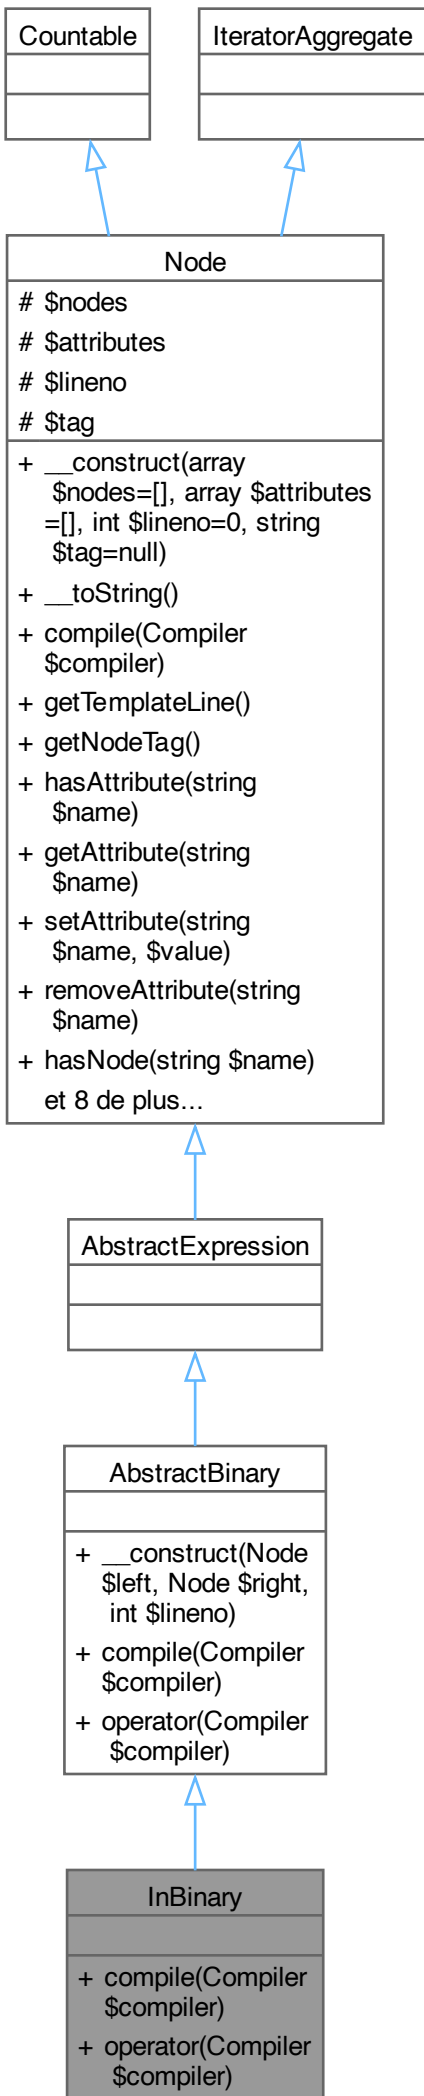 Countable
IteratorAggregate
Node
# $nodes
# $attributes
# $lineno
# $tag
+ __construct(array
$nodes=[], array $attributes
=[], int $lineno=0, string
$tag=null)
+ __toString()
+ compile(Compiler
$compiler)
+ getTemplateLine()
+ getNodeTag()
+ hasAttribute(string
$name)
+ getAttribute(string
$name)
+ setAttribute(string
$name, $value)
+ removeAttribute(string
$name)
+ hasNode(string $name)
et 8 de plus...
AbstractExpression
AbstractBinary
+ __construct(Node
$left, Node $right,
int $lineno)
+ compile(Compiler
$compiler)
+ operator(Compiler
$compiler)
InBinary
+ compile(Compiler
$compiler)
+ operator(Compiler
$compiler)